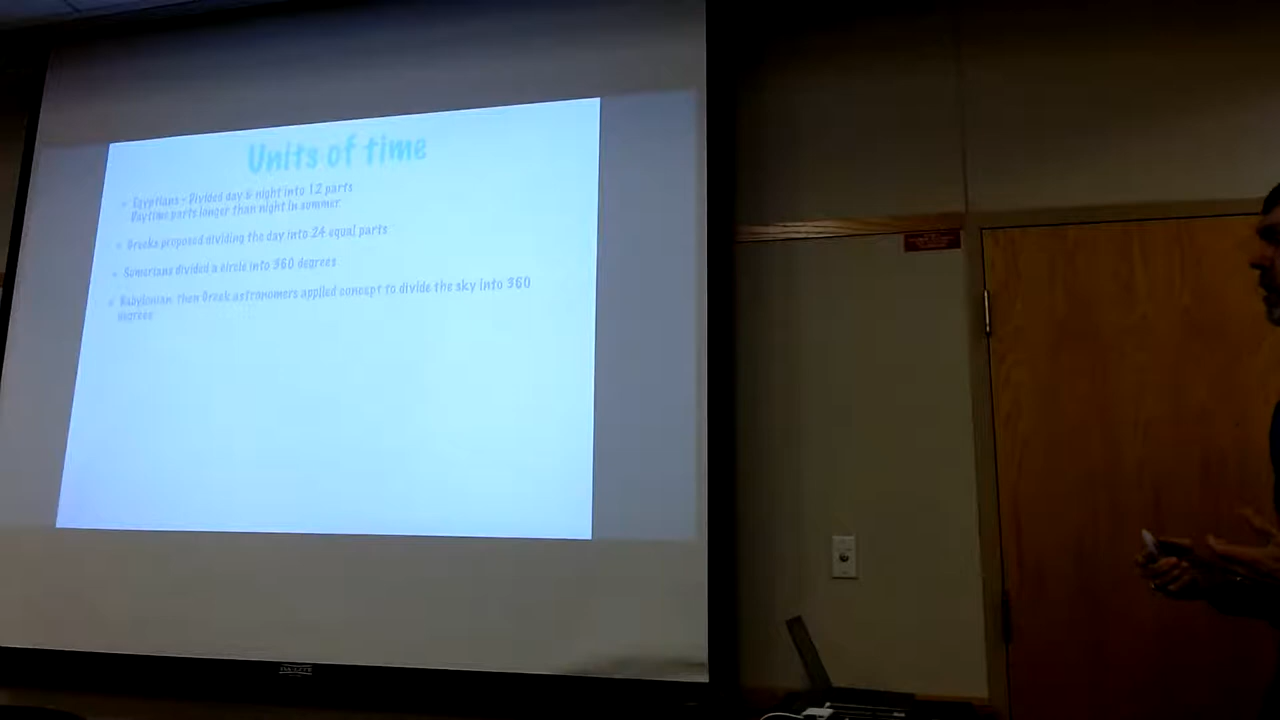 Units of time
Egyptians - Divided day & night into 12 parts
Daytime parts longer than night in summer.
Greeks proposed dividing the day into 24 equal parts
Sumerians divided a circle into 360 degrees
Babylonian, then Greek astronomers applied concept to divide the sky into 360
degrees
DA-LITE